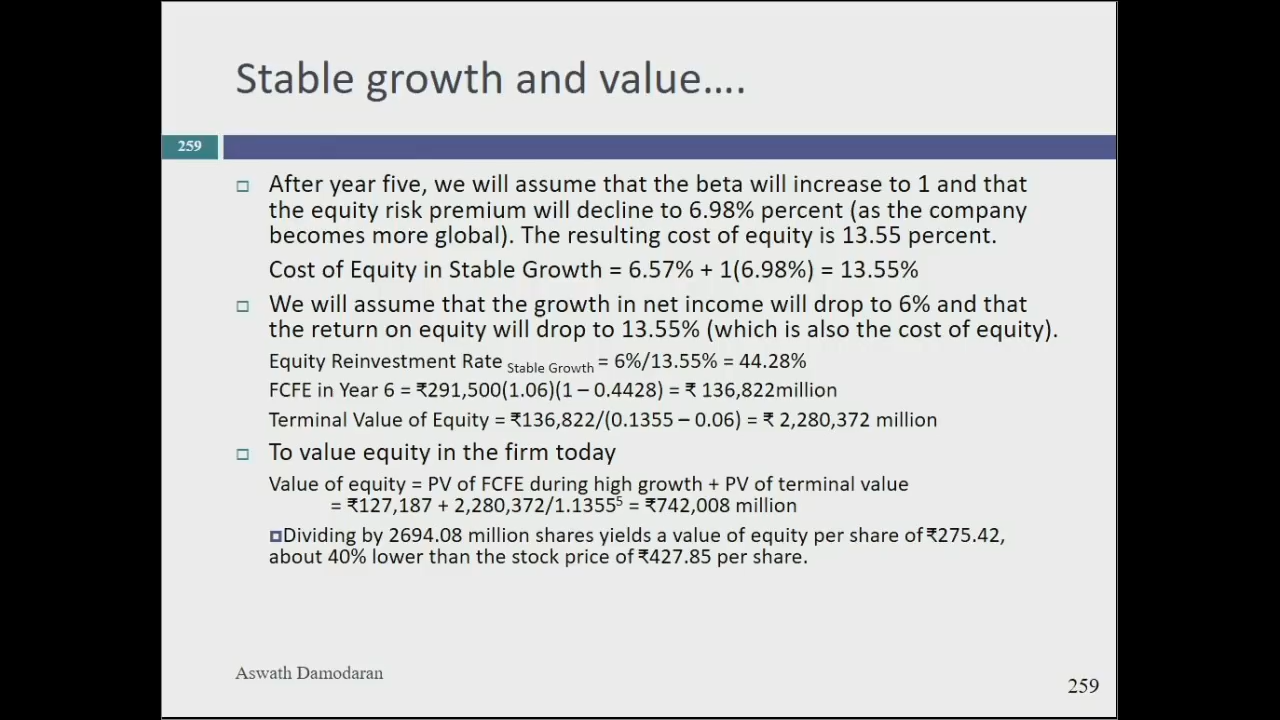 Stable growth and value....
259
After year five, we will assume that the beta will increase to 1 and that
the equity risk premium will decline to 6.98% percent (as the company
becomes more global). The resulting cost of equity is 13.55 percent.
Cost of Equity in Stable Growth = 6.57% + 1(6.98%) = 13.55%
We will assume that the growth in net income will drop to 6% and that
the return on equity will drop to 13.55% (which is also the cost of equity).
Equity Reinvestment Rate Stable Growth = 6%/13.55% = 44.28%
FCFE in Year 6 = ₹291,500(1.06)(1 – 0.4428) = ₹ 136,822million
Terminal Value of Equity = ₹136,822/(0.1355 – 0.06) = ₹ 2,280,372 million
To value equity in the firm today
Value of equity = PV of FCFE during high growth + PV of terminal value
= ₹127,187 + 2,280,372/1.1355⁵ = ₹742,008 million
Dividing by 2694.08 million shares yields a value of equity per share of ₹275.42,
about 40% lower than the stock price of ₹427.85 per share.
Aswath Damodaran
259